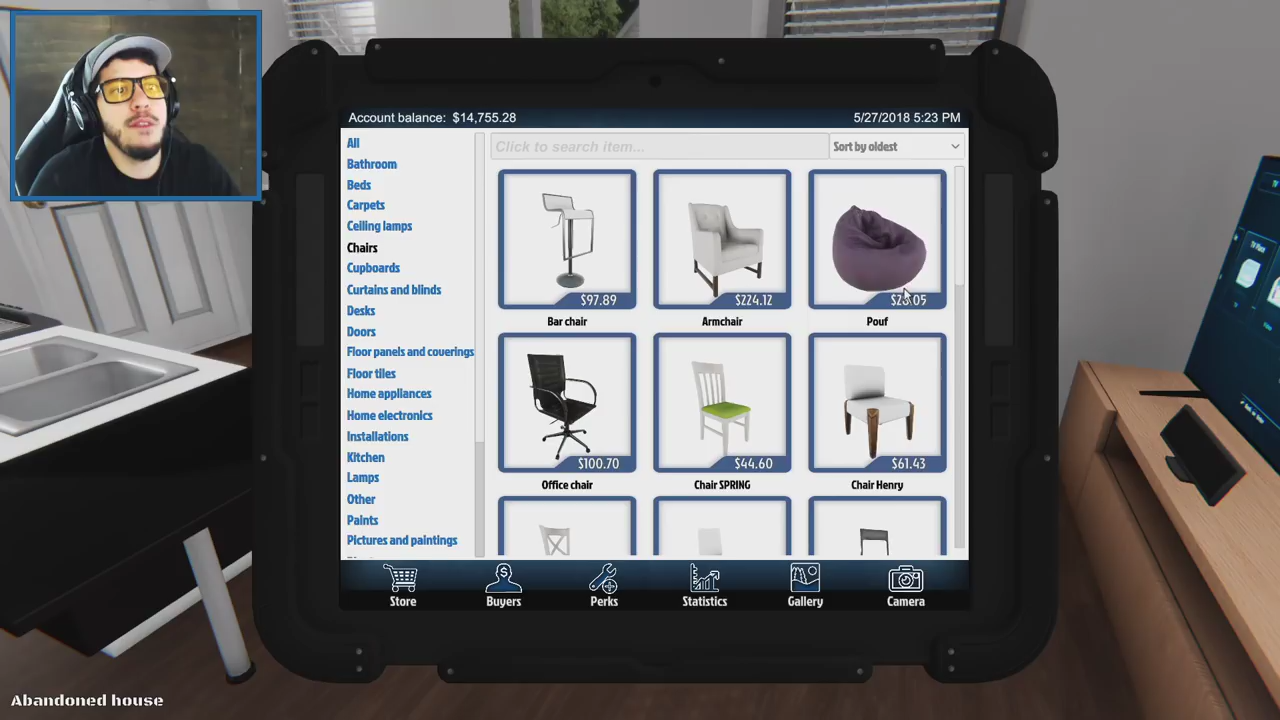 Account balance: $14,755.28
5/27/2018 5:23 PM
All
Bathroom
Beds
Carpets
Ceiling lamps
Chairs
Cupboards
Curtains and blinds
Desks
Doors
Floor panels and coverings
Floor tiles
Home appliances
Home electronics
Installations
Kitchen
Lamps
Other
Paints
Pictures and paintings
Click to search item...
Sort by oldest
$97.89
$224.12
Bar chair
Armchair
Pouf
$100.70
$44.60
$61.43
Office chair
Chair SPRING
Chair Henry
Store
Buyers
Perks
Statistics
Gallery
Camera
Abandoned house